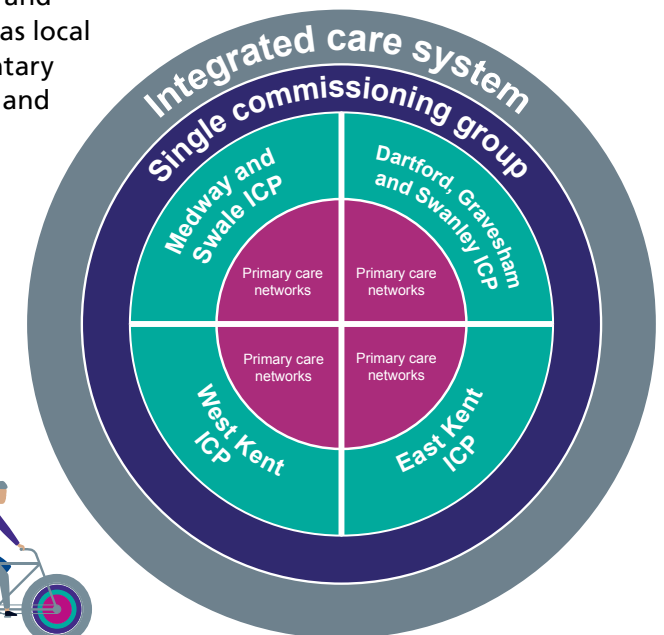 and
as local
ntary
and
Integrated care system
Single commissioning group
Medway and
Swale ICP
Dartford, Gravesham
and Swanley ICP
Primary care
networks
Primary care
networks
Primary care
networks
Primary care
networks
West Kent
ICP
East Kent
ICP